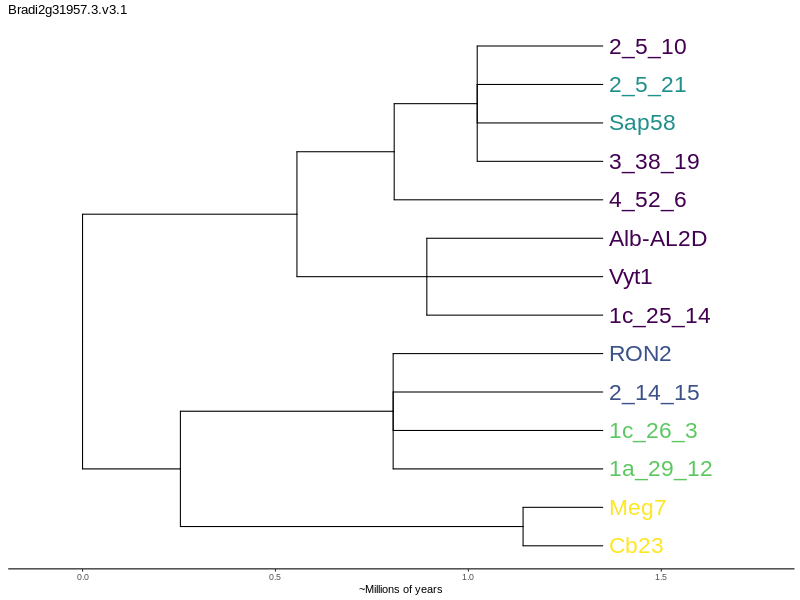 Bradi2g31957.3.v3.1
2_5_10
2_5_21
Sap58
3_38_19
4_52_6
Alb-AL2D
Vyt1
1c_25_14
RON2
2_14_15
1c_26_3
1a_29_12
Meg7
Cb23
0.0 0.5 1.0 1.5
~Millions of years